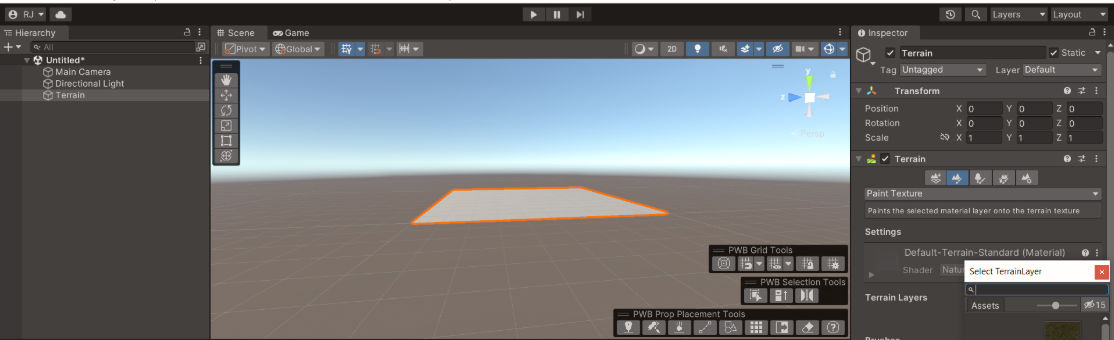 RJ
Layers
Layout
Hierarchy
Scene
Game
Inspector
All
Pivot
Global
2D
Terrain
Static
Untitled*
Main Camera
Directional Light
Terrain
Tag Untagged
Layer Default
Transform
Position X 0 Y 0 Z 0
Rotation X 0 Y 0 Z 0
Scale X 1 Y 1 Z 1
y
z
Persp
Terrain
Paint Texture
Paints the selected material layer onto the terrain texture
Settings
Default-Terrain-Standard (Material)
Shader Natu
Select TerrainLayer
Assets
15
Terrain Layers
Brushes
PWB Grid Tools
PWB Selection Tools
PWB Prop Placement Tools